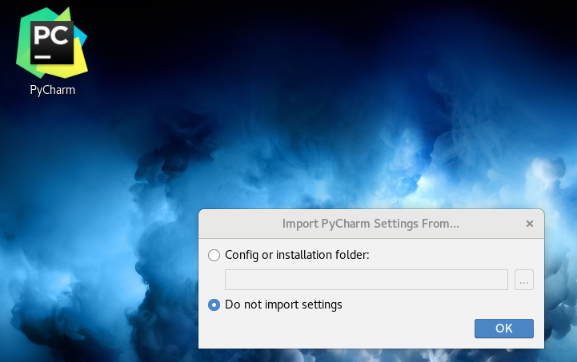 PC
PyCharm
Import PyCharm Settings From...
Config or installation folder:
...
Do not import settings
OK